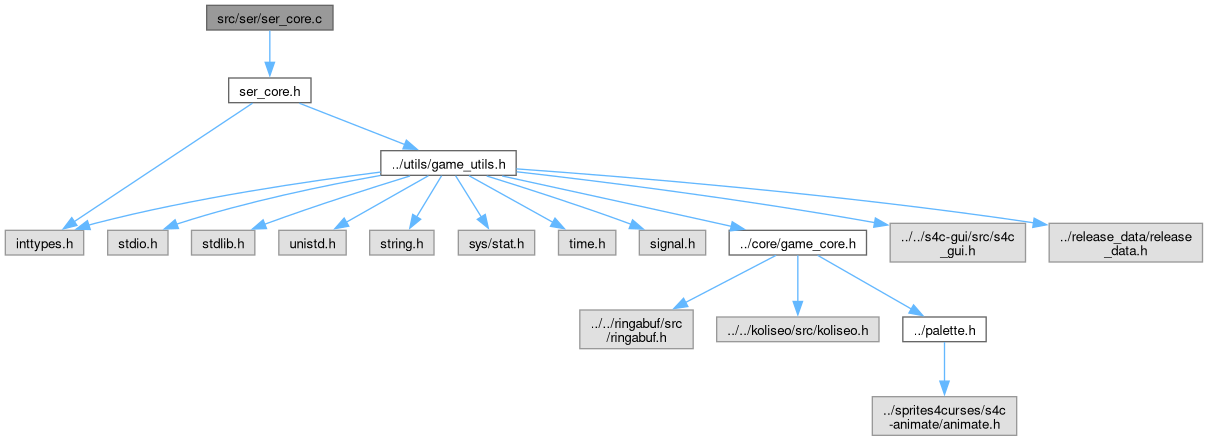 src/ser/ser_core.c
ser_core.h
../utils/game_utils.h
inttypes.h
stdio.h
stdlib.h
unistd.h
string.h
sys/stat.h
time.h
signal.h
../core/game_core.h
../../s4c-gui/src/s4c
_gui.h
../release_data/release
_data.h
../../ringabuf/src
/ringabuf.h
../../koliseo/src/koliseo.h
../palette.h
../sprites4curses/s4c
-animate/animate.h